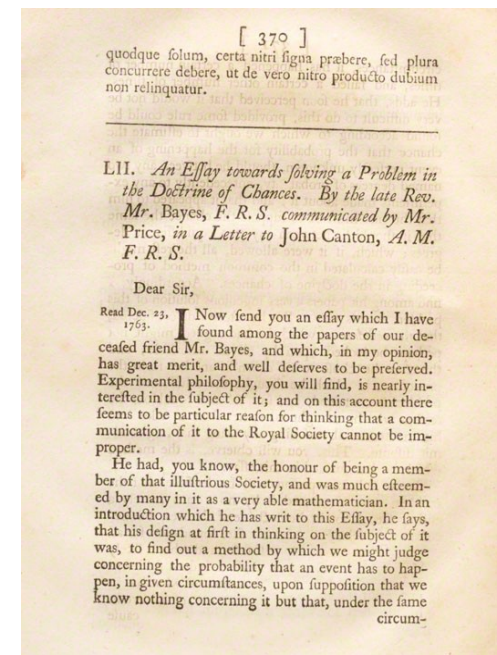 [ 370 ]
quodque ſolum, certa nitri ſigna præbere, ſed plura
concurrere debere, ut de vero nitro producto dubium
non relinquatur.
LII. An Eſſay towards ſolving a Problem in
the Doctrine of Chances. By the late Rev.
Mr. Bayes, F. R. S. communicated by Mr.
Price, in a Letter to John Canton, A. M.
F. R. S.
Dear Sir,
Read Dec. 23,
1763.
I Now ſend you an eſſay which I have
found among the papers of our de-
ceaſed friend Mr. Bayes, and which, in my opinion,
has great merit, and well deſerves to be preſerved.
Experimental philoſophy, you will find, is nearly in-
tereſted in the ſubject of it; and on this account there
ſeems to be particular reaſon for thinking that a com-
munication of it to the Royal Society cannot be im-
proper.
He had, you know, the honour of being a mem-
ber of that illuſtrious Society, and was much eſteem-
ed by many in it as a very able mathematician. In an
introduction which he has writ to this Eſſay, he ſays,
that his deſign at firſt in thinking on the ſubject of it
was, to find out a method by which we might judge
concerning the probability that an event has to hap-
pen, in given circumſtances, upon ſuppoſition that we
know nothing concerning it but that, under the ſame
circum-